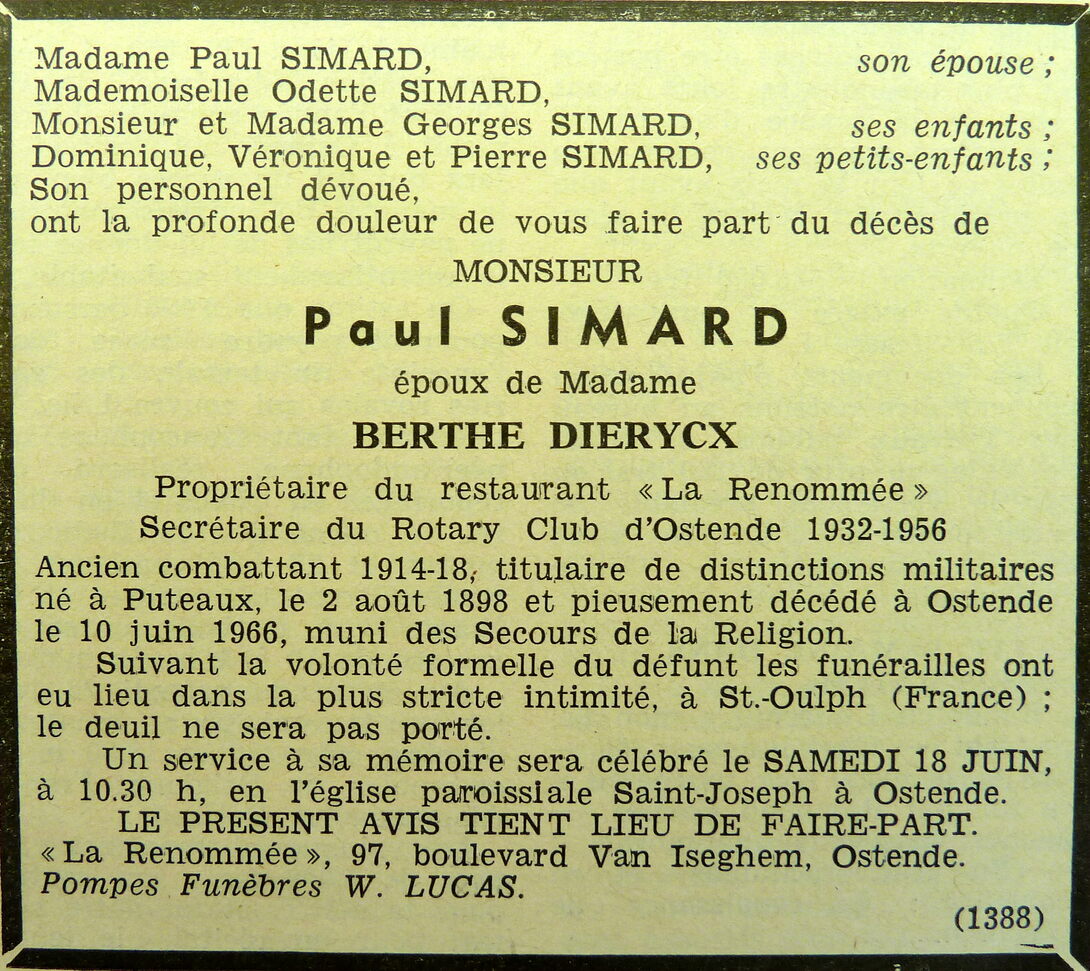 Madame Paul SIMARD, son épouse ;
Mademoiselle Odette SIMARD,
Monsieur et Madame Georges SIMARD, ses enfants ;
Dominique, Véronique et Pierre SIMARD, ses petits-enfants ;
Son personnel dévoué,
ont la profonde douleur de vous faire part du décès de
MONSIEUR
Paul SIMARD
époux de Madame
BERTHE DIERYCX
Propriétaire du restaurant « La Renommée »
Secrétaire du Rotary Club d'Ostende 1932-1956
Ancien combattant 1914-18, titulaire de distinctions militaires
né à Puteaux, le 2 août 1898 et pieusement décédé à Ostende
le 10 juin 1966, muni des Secours de la Religion.
Suivant la volonté formelle du défunt les funérailles ont
eu lieu dans la plus stricte intimité, à St.-Oulph (France) ;
le deuil ne sera pas porté.
Un service à sa mémoire sera célébré le SAMEDI 18 JUIN,
à 10.30 h, en l'église paroissiale Saint-Joseph à Ostende.
LE PRESENT AVIS TIENT LIEU DE FAIRE-PART.
« La Renommée », 97, boulevard Van Iseghem, Ostende.
Pompes Funèbres W. LUCAS.
(1388)